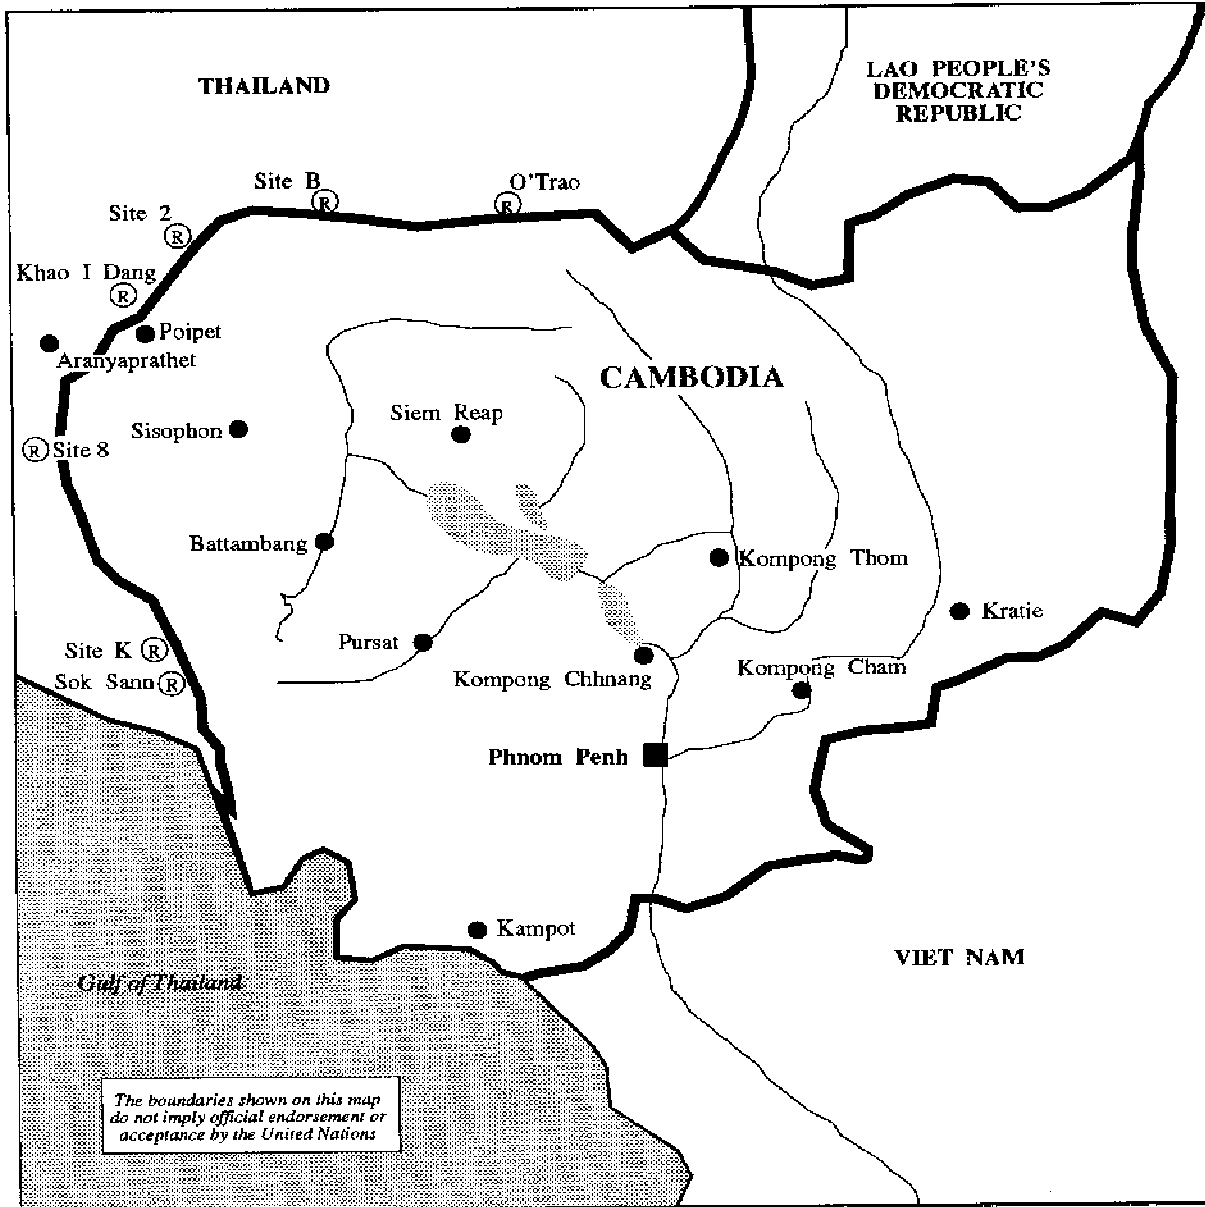 THAILAND
LAO PEOPLE'S
DEMOCRATIC
REPUBLIC
Site B
R
O'Trao
R
Site 2
R
Khao I Dang
R
Poipet
Aranyaprathet
CAMBODIA
Siem Reap
Sisophon
R Site 8
Battambang
Kompong Thom
Kratie
Pursat
Site K R
Sok Sann R
Kompong Chhnang
Kompong Cham
Phnom Penh
Kampot
VIET NAM
Gulf of Thailand
The boundaries shown on this map
do not imply official endorsement or
acceptance by the United Nations